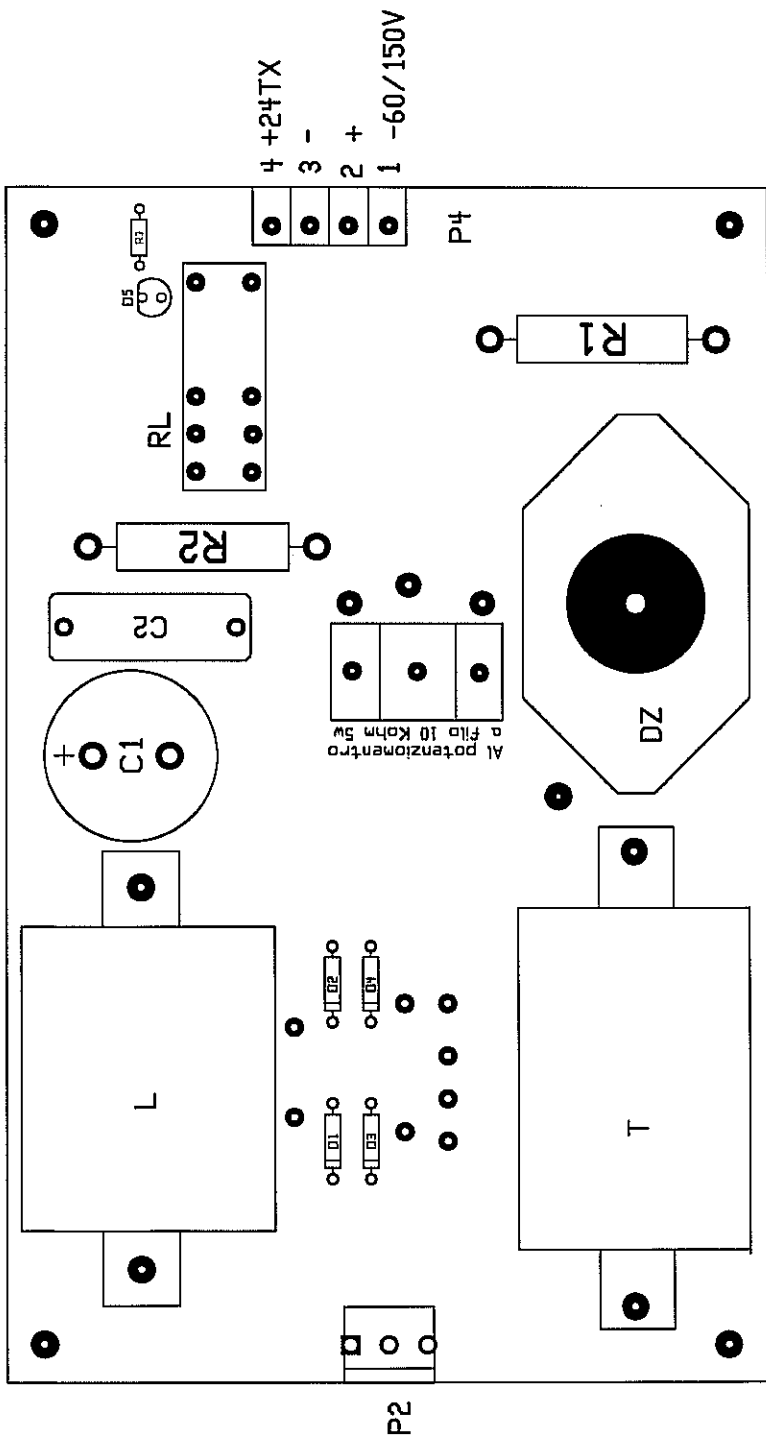 4 +24TX
3 -
2 +
1 -60/150V
P4
R3
D5
RL
R1
R2
C2
+
C1
Al potenziomentro
a filo 10 Kohm 5w
DZ
L
D2
D4
D1
D3
T
P2